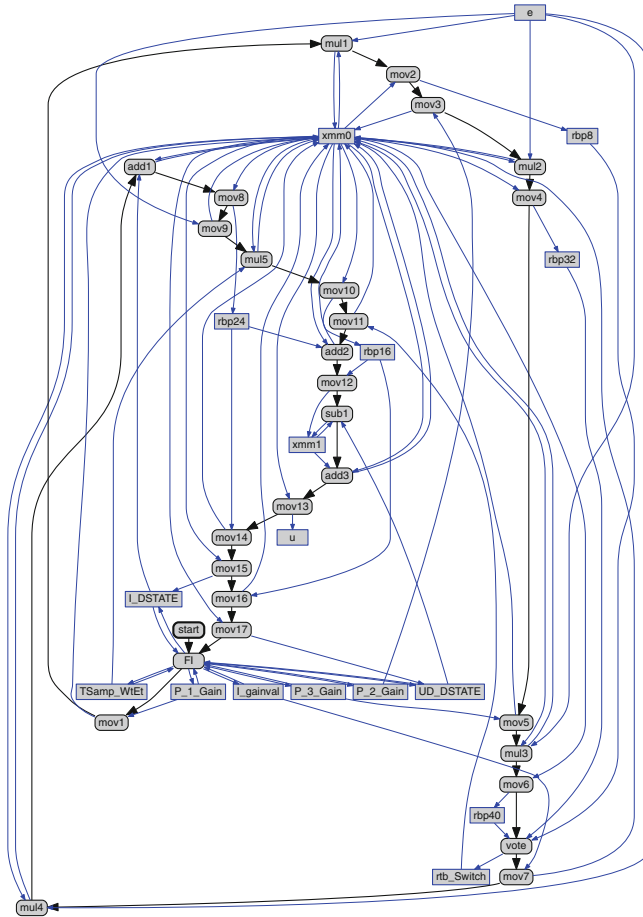 e
mul1
mov2
mov3
xmm0
rbp8
add1
mul2
mov8
mov4
mov9
mul5
rbp32
mov10
rbp24
mov11
add2
rbp16
mov12
sub1
xmm1
add3
mov13
mov14
u
mov15
I_DSTATE
mov16
start
mov17
FI
TSamp_WtEt
P_1_Gain
I_gainval
P_3_Gain
P_2_Gain
UD_DSTATE
mov1
mov5
mul3
mov6
rbp40
vote
rtb_Switch
mov7
mul4